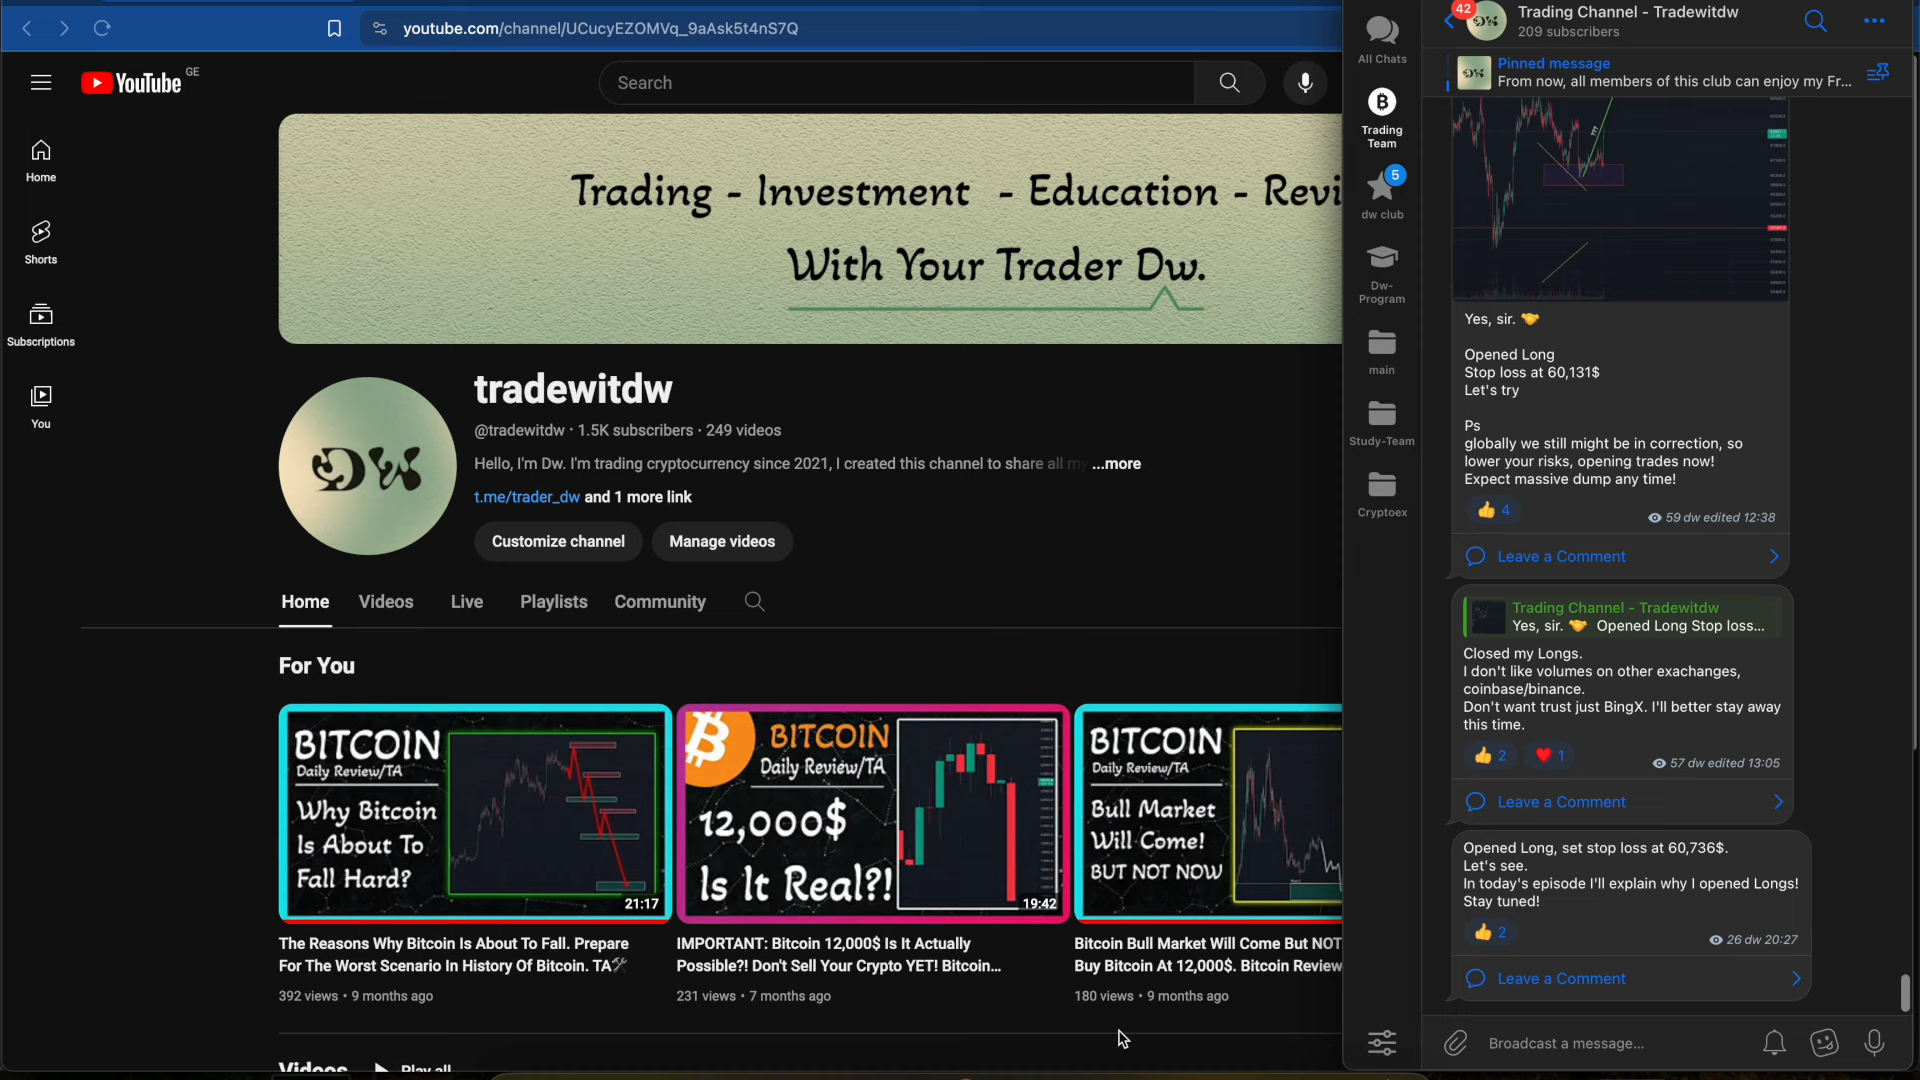 youtube.com/channel/UCucyEZOMVq_9aAsk5t4nS7Q
YouTube GE
Search
Home
Shorts
Subscriptions
You
Trading - Investment - Education - Revi
With Your Trader Dw.
DW
tradewitdw
@tradewitdw • 1.5K subscribers • 249 videos
Hello, I'm Dw. I'm trading cryptocurrency since 2021, I created this channel to share all my ...more
t.me/trader_dw and 1 more link
Customize channel
Manage videos
Home
Videos
Live
Playlists
Community
For You
BITCOIN
Daily Review/TA
Why Bitcoin
Is About To
Fall Hard?
21:17
The Reasons Why Bitcoin Is About To Fall. Prepare
For The Worst Scenario In History Of Bitcoin. TA🛠
392 views • 9 months ago
BITCOIN
Daily Review/TA
12,000$
Is It Real?!
19:42
IMPORTANT: Bitcoin 12,000$ Is It Actually
Possible?! Don't Sell Your Crypto YET! Bitcoin...
231 views • 7 months ago
BITCOIN
Daily Review/TA
Bull Market
Will Come!
BUT NOT NOW
Bitcoin Bull Market Will Come But NOT
Buy Bitcoin At 12,000$. Bitcoin Review
180 views • 9 months ago
Videos
Play all
All Chats
Trading
Team
5
dw club
Dw-
Program
main
Study-Team
Cryptoex
42
Trading Channel - Tradewitdw
209 subscribers
Pinned message
From now, all members of this club can enjoy my Fr...
???
Yes, sir. 🤝
Opened Long
Stop loss at 60,131$
Let's try
Ps
globally we still might be in correction, so
lower your risks, opening trades now!
Expect massive dump any time!
👍 4
59 dw edited 12:38
Leave a Comment
Trading Channel - Tradewitdw
Yes, sir. 🤝 Opened Long Stop loss...
Closed my Longs.
I don't like volumes on other exachanges,
coinbase/binance.
Don't want trust just BingX. I'll better stay away
this time.
👍 2 ❤️ 1
57 dw edited 13:05
Leave a Comment
Opened Long, set stop loss at 60,736$.
Let's see.
In today's episode I'll explain why I opened Longs!
Stay tuned!
👍 2
26 dw 20:27
Leave a Comment
Broadcast a message...